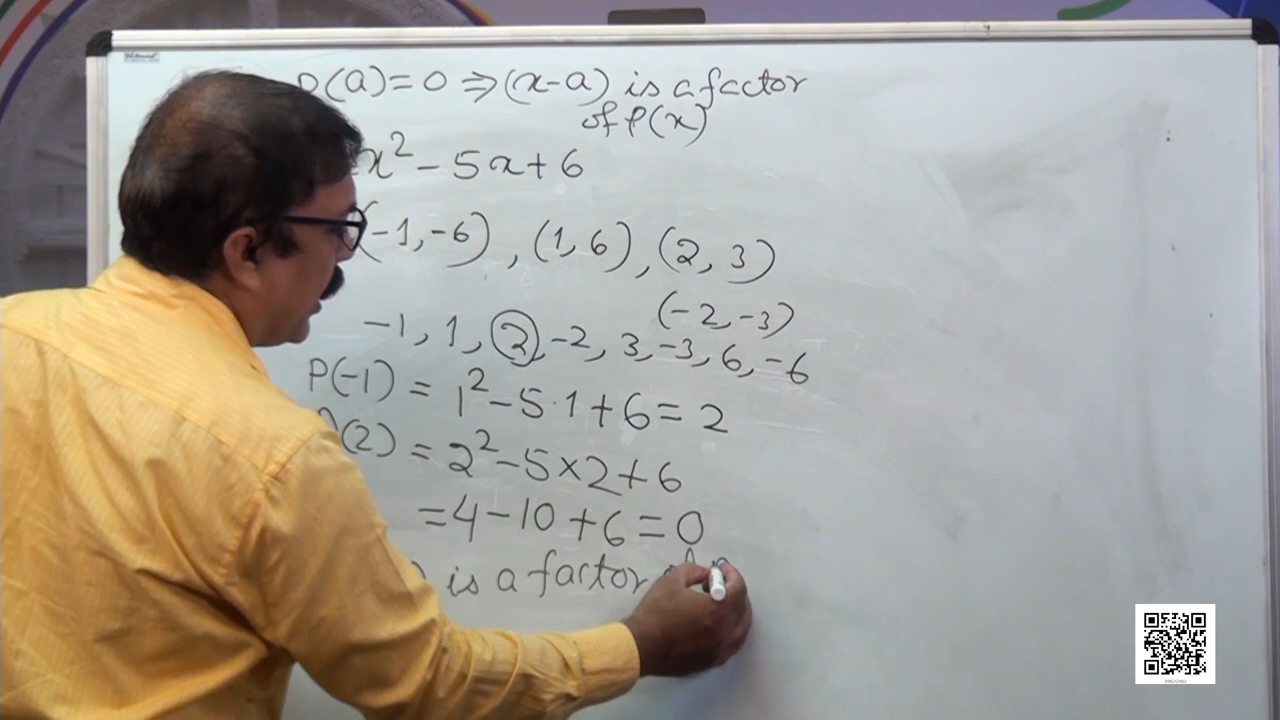 P(a)=0 ⇒ (x-a) is a factor
of P(x)
x² - 5x + 6
(-1, -6), (1, 6), (2, 3)
(-2, -3)
-1, 1, 2, -2, 3, -3, 6, -6
P(-1) = 1² - 5·1 + 6 = 2
(2) = 2² - 5×2 + 6
= 4 - 10 + 6 = 0
) is a factor